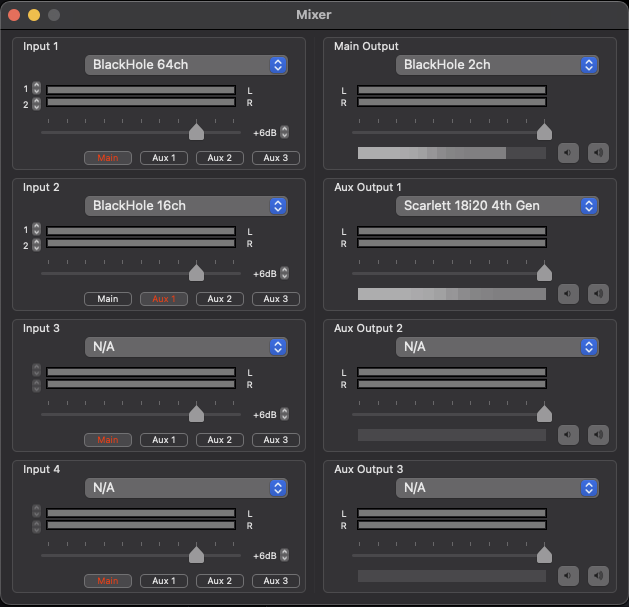 Mixer
Input 1
BlackHole 64ch
1
2
L
R
+6dB
Main Aux 1 Aux 2 Aux 3
Main Output
BlackHole 2ch
L
R
Input 2
BlackHole 16ch
1
2
L
R
+6dB
Main Aux 1 Aux 2 Aux 3
Aux Output 1
Scarlett 18i20 4th Gen
L
R
Input 3
N/A
L
R
+6dB
Main Aux 1 Aux 2 Aux 3
Aux Output 2
N/A
L
R
Input 4
N/A
L
R
+6dB
Main Aux 1 Aux 2 Aux 3
Aux Output 3
N/A
L
R